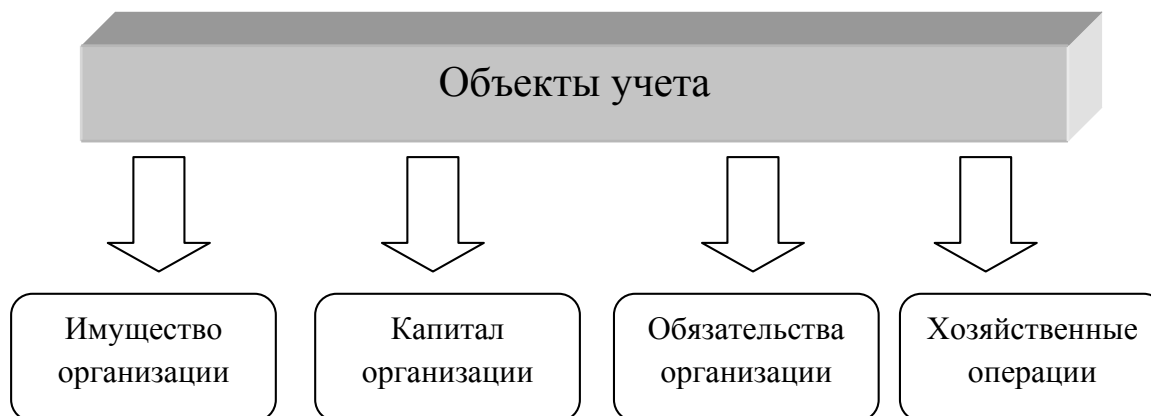 Объекты учета
Имущество
организации
Капитал
организации
Обязательства
организации
Хозяйственные
операции